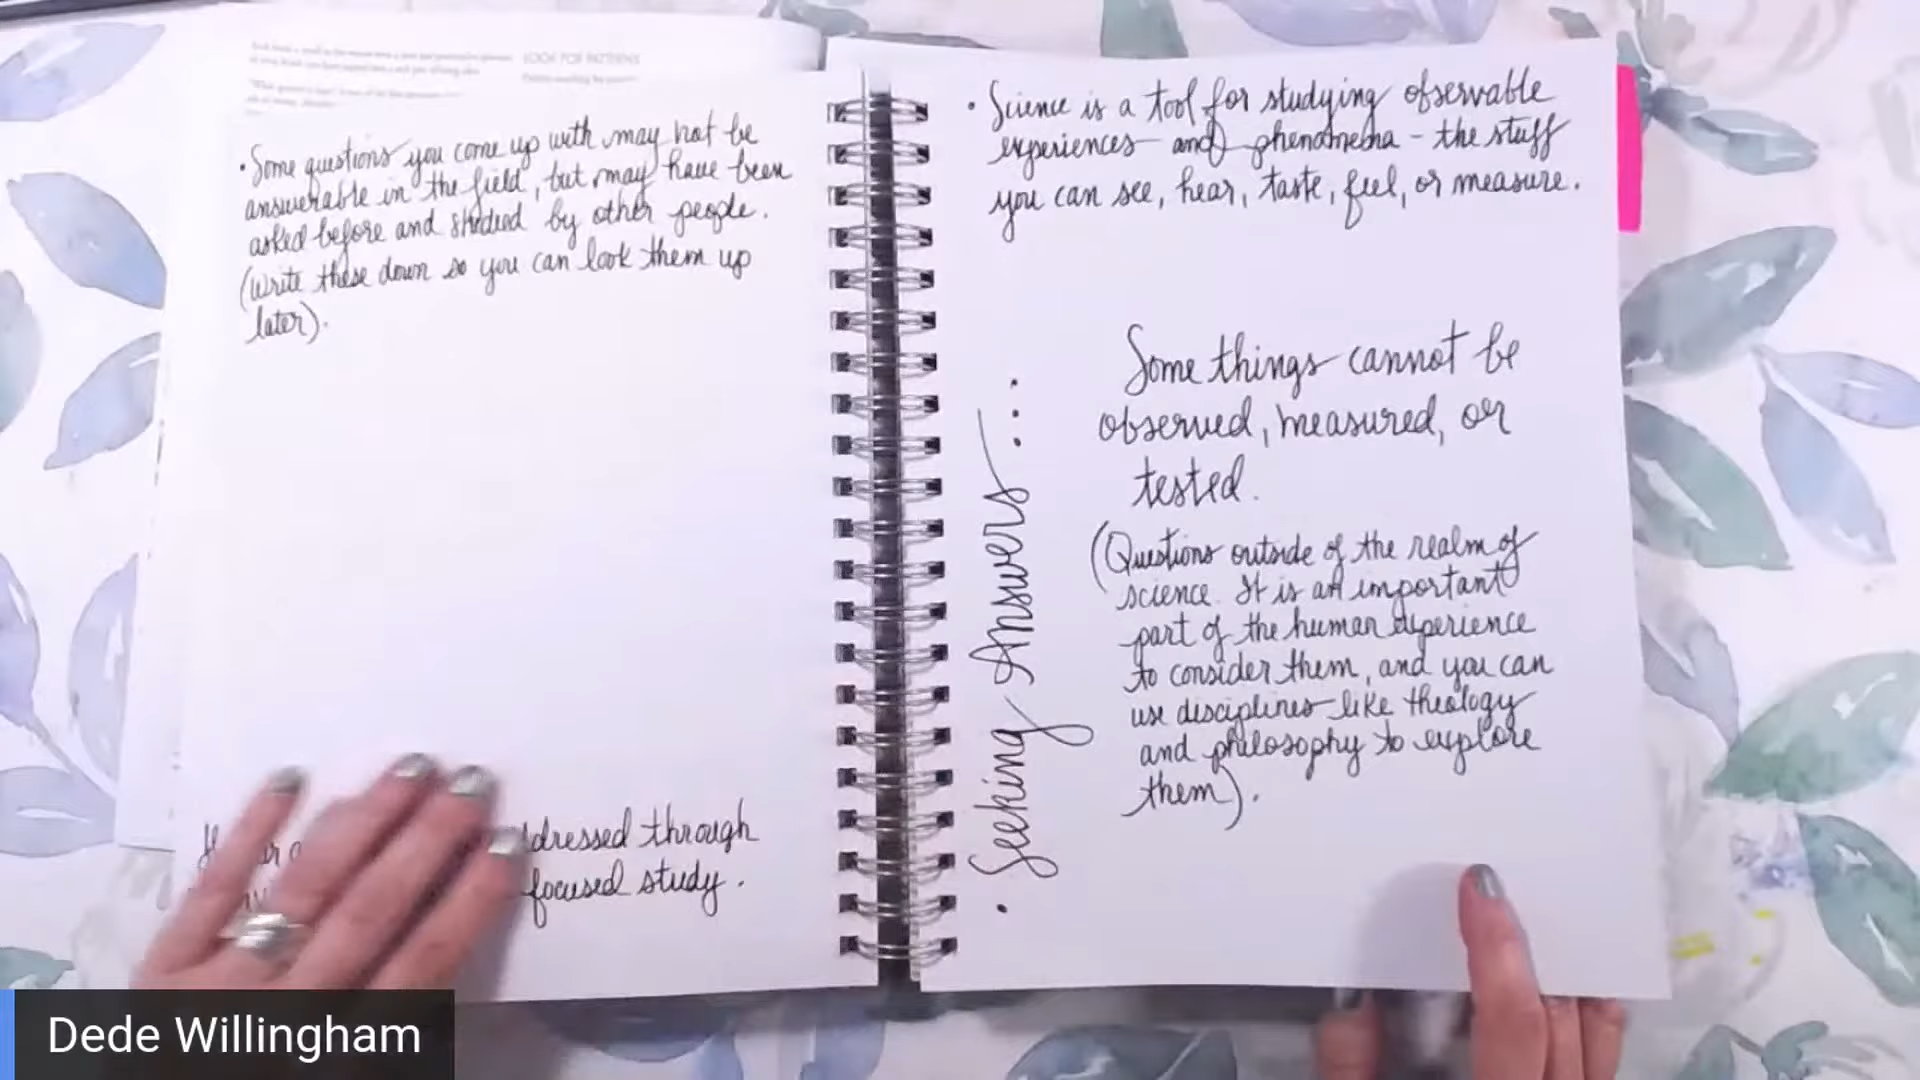 LOOK FOR PATTERNS
• Some questions you come up with may not be
answerable in the field, but may have been
asked before and studied by other people.
(Write these down so you can look them up
later).
dressed through
focused study.
• Science is a tool for studying observable
experiences and phenomena - the stuff
you can see, hear, taste, feel, or measure.
• Seeking Answers...
Some things cannot be
observed, measured, or
tested.
(Questions outside of the realm of
science. It is an important
part of the human experience
to consider them, and you can
use disciplines like theology
and philosophy to explore
them).
Dede Willingham